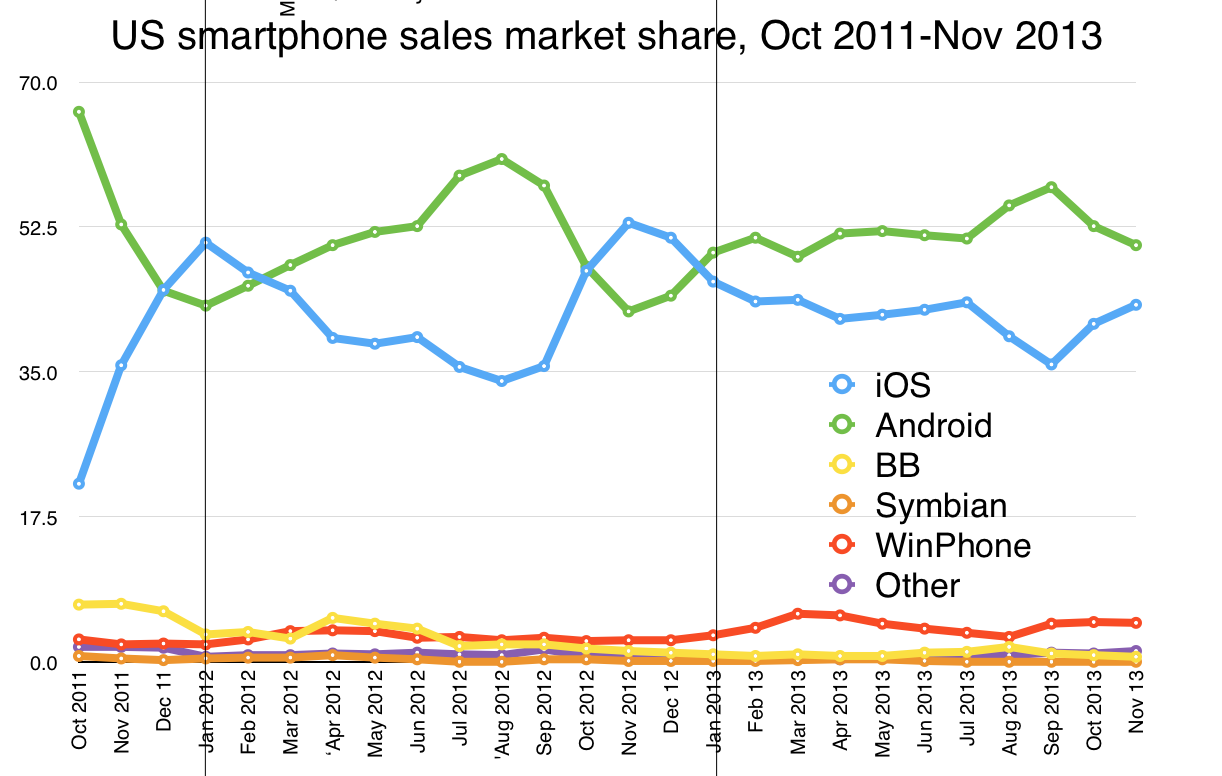 US smartphone sales market share, Oct 2011-Nov 2013
70.0
52.5
35.0
17.5
0.0
iOS
Android
BB
Symbian
WinPhone
Other
Oct 2011
Nov 2011
Dec 11
Jan 2012
Feb 2012
Mar 2012
' Apr 2012
May 2012
Jun 2012
Jul 2012
'Aug 2012
Sep 2012
Oct 2012
Nov 2012
Dec 12
Jan 2013
Feb 13
Mar 2013
Apr 2013
May 2013
Jun 2013
Jul 2013
Aug 2013
Sep 2013
Oct 2013
Nov 13